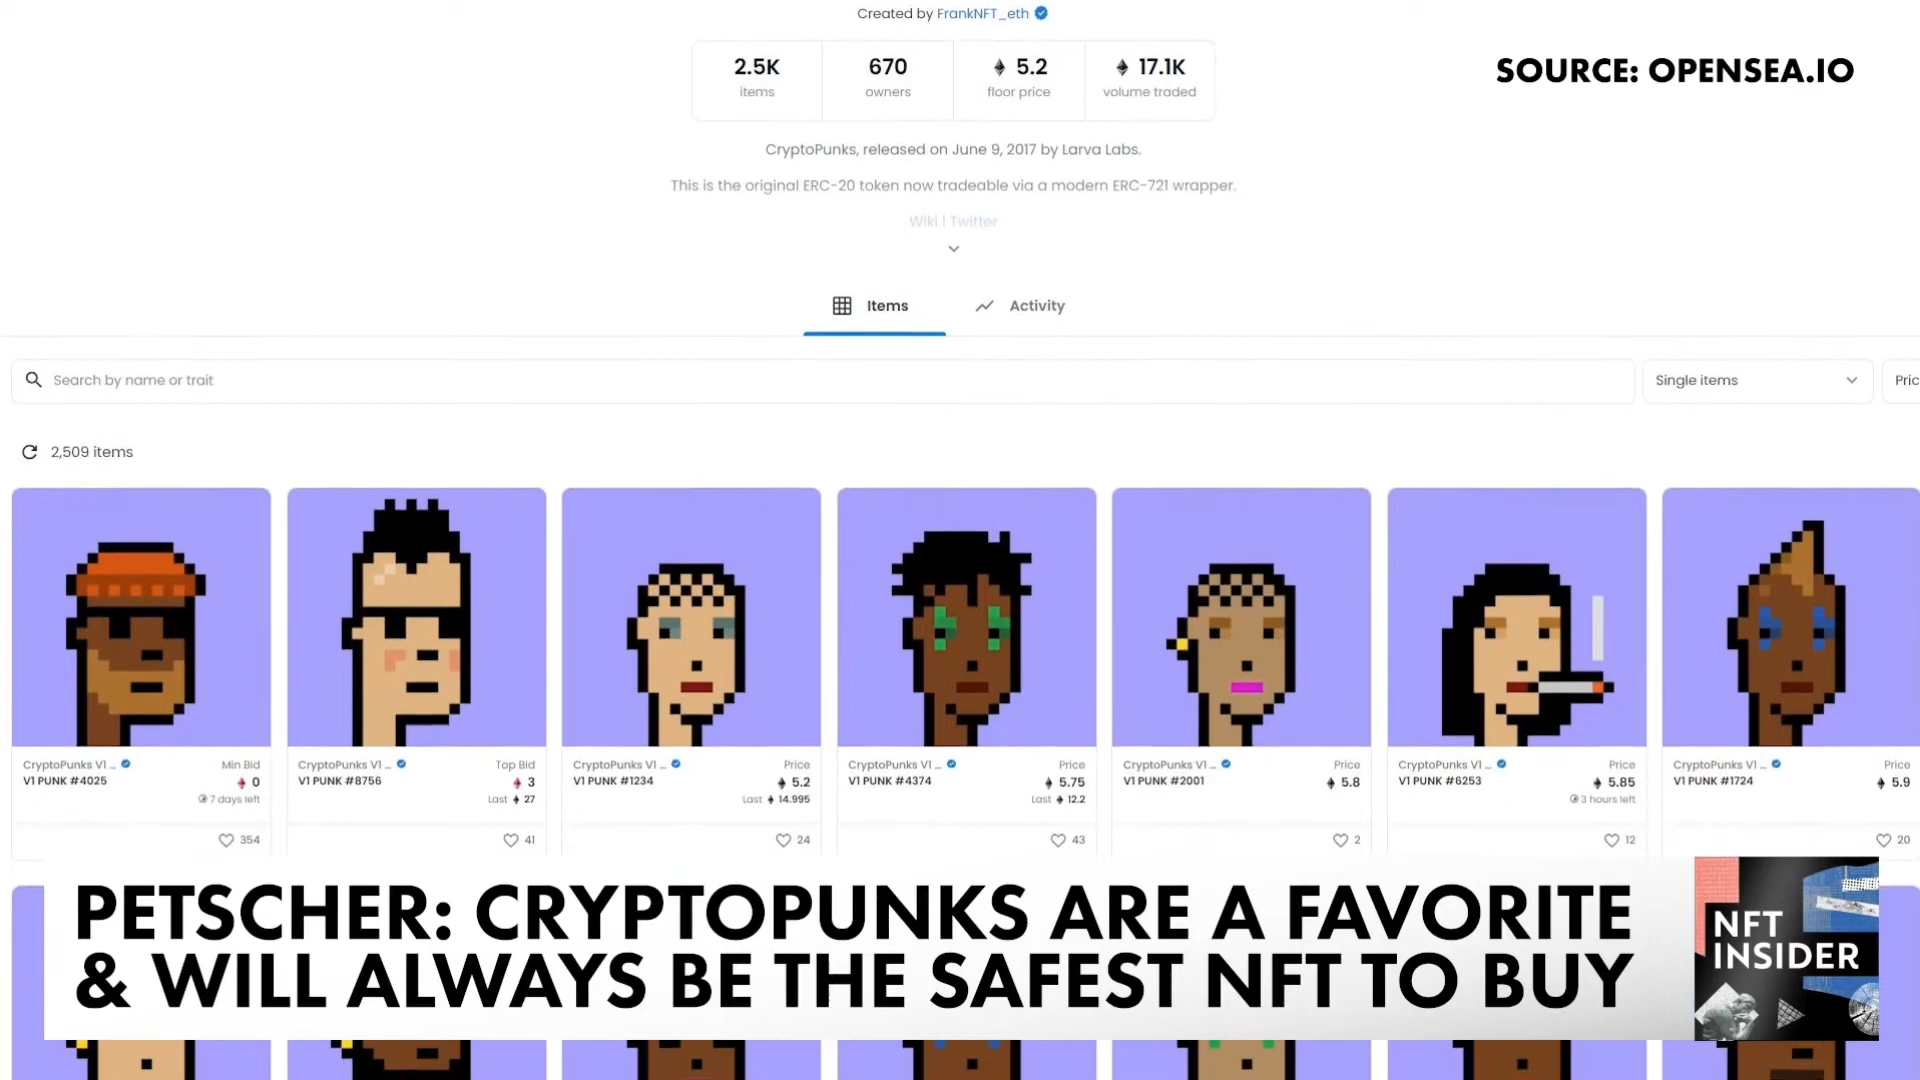 Created by FrankNFT_eth
SOURCE: OPENSEA.IO
2.5K 670 5.2 17.1K
items owners floor price volume traded
CryptoPunks, released on June 9, 2017 by Larva Labs.
This is the original ERC-20 token now tradeable via a modern ERC-721 wrapper.
Wiki | Twitter
Items Activity
Search by name or trait Single items Pric
2,509 items
CryptoPunks V1 ... Min Bid
V1 PUNK #4025 0
7 days left
354
CryptoPunks V1 ... Top Bid
V1 PUNK #8756 3
Last 27
41
CryptoPunks V1 ... Price
V1 PUNK #1234 5.2
Last 14.995
24
CryptoPunks V1 ... Price
V1 PUNK #4374 5.75
Last 12.2
43
CryptoPunks V1 ... Price
V1 PUNK #2001 5.8
2
CryptoPunks V1 ... Price
V1 PUNK #6253 5.85
3 hours left
12
CryptoPunks V1 ... Price
V1 PUNK #1724 5.9
20
PETSCHER: CRYPTOPUNKS ARE A FAVORITE
& WILL ALWAYS BE THE SAFEST NFT TO BUY
NFT
INSIDER